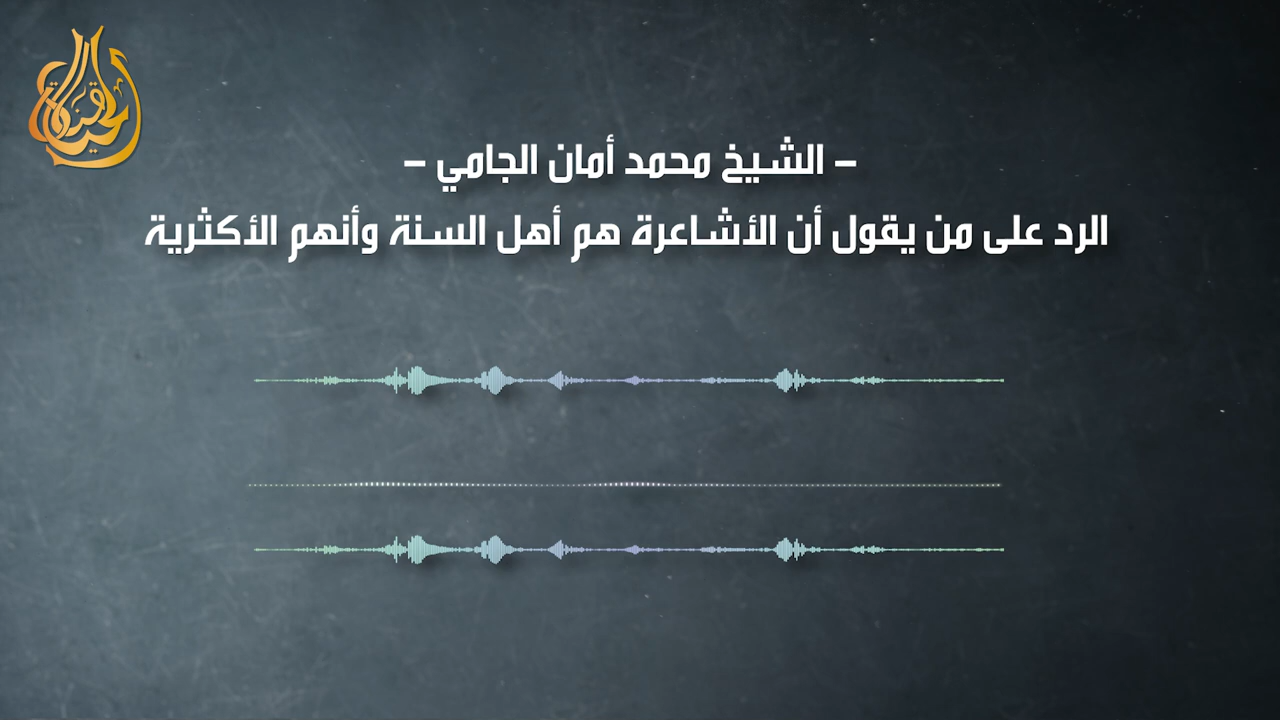 – الشيخ محمد أمان الجامي –
الرد على من يقول أن الأشاعرة هم أهل السنة وأنهم الأكثرية